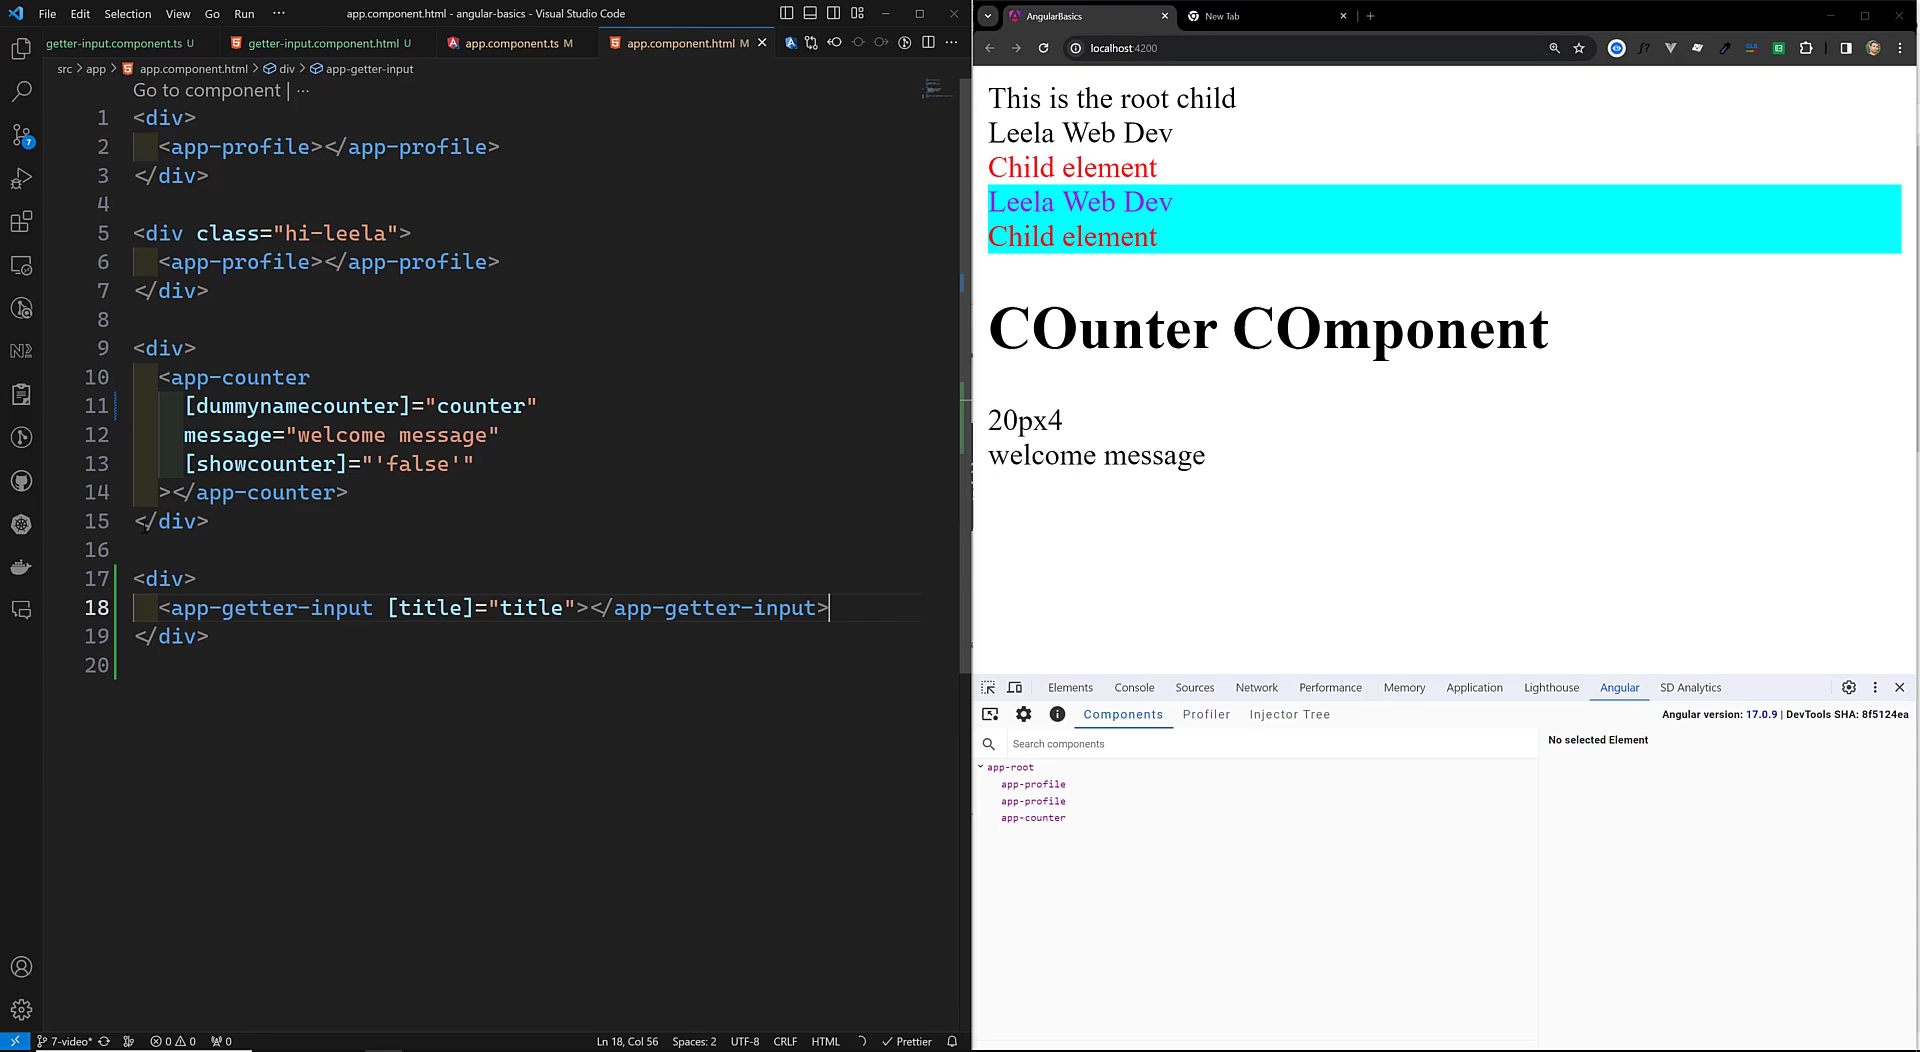 File Edit Selection View Go Run ···
app.component.html - angular-basics - Visual Studio Code
getter-input.component.ts U
getter-input.component.html U
app.component.ts M
app.component.html M
src > app > app.component.html > div > app-getter-input
Go to component | ···
1 <div>
2 <app-profile></app-profile>
3 </div>
4
5 <div class="hi-leela">
6 <app-profile></app-profile>
7 </div>
8
9 <div>
10 <app-counter
11 [dummynamecounter]="counter"
12 message="welcome message"
13 [showcounter]="'false'"
14 ></app-counter>
15 </div>
16
17 <div>
18 <app-getter-input [title]="title"></app-getter-input>
19 </div>
20
7
7-video*
0 0
0
Ln 18, Col 56
Spaces: 2
UTF-8
CRLF
HTML
Prettier
AngularBasics
New Tab
localhost:4200
This is the root child
Leela Web Dev
Child element
Leela Web Dev
Child element
COunter COmponent
20px4
welcome message
Elements Console Sources Network Performance Memory Application Lighthouse Angular SD Analytics
Components Profiler Injector Tree
Angular version: 17.0.9 | DevTools SHA: 8f5124ea
Search components
No selected Element
app-root
app-profile
app-profile
app-counter